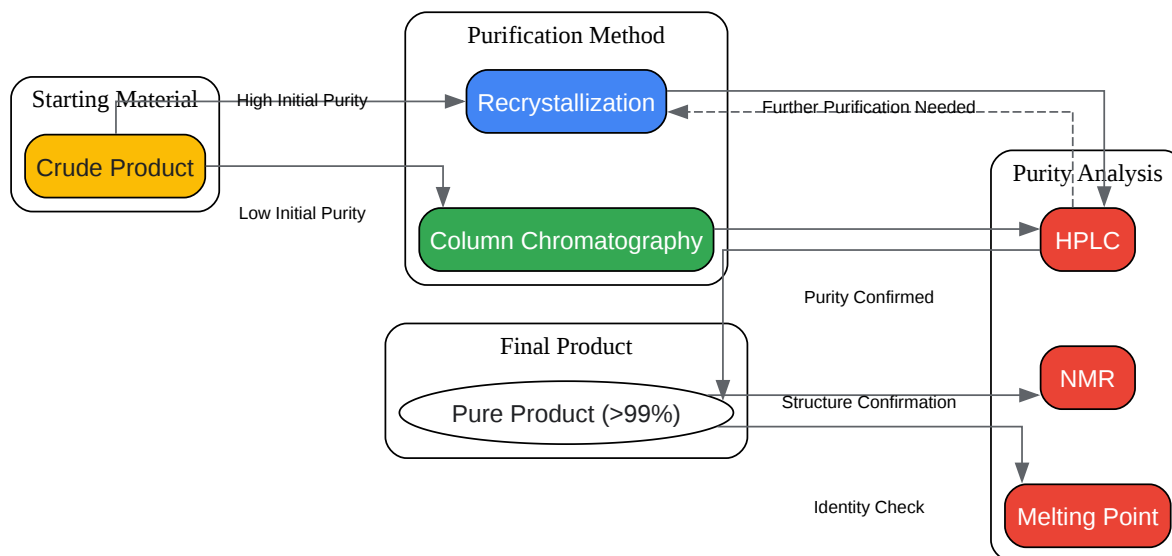 Purification Method
Starting Material
High Initial Purity
Recrystallization
Further Purification Needed
Crude Product
Purity Analysis
Low Initial Purity
Column Chromatography
HPLC
Purity Confirmed
Final Product
NMR
Pure Product (>99%)
Structure Confirmation
Identity Check
Melting Point